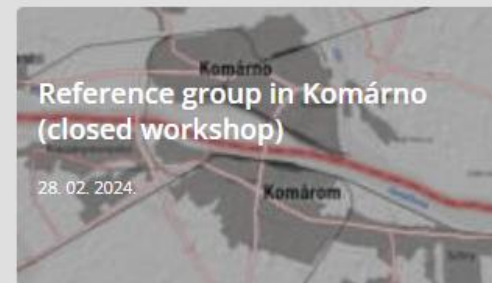 Komárno
Reference group in Komárno
(closed workshop)
28. 02. 2024.
Komárom